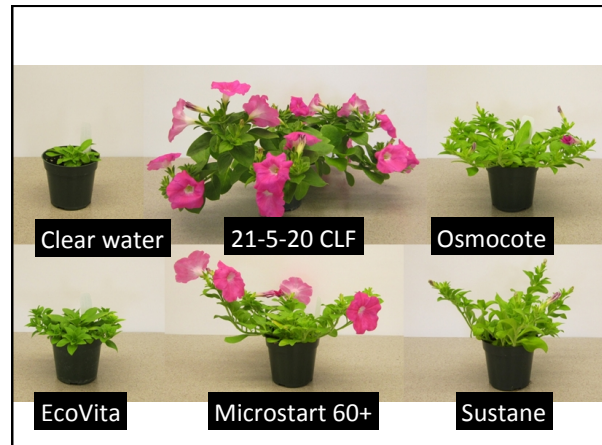 Clear water
21-5-20 CLF
Osmocote
EcoVita
Microstart 60+
Sustane